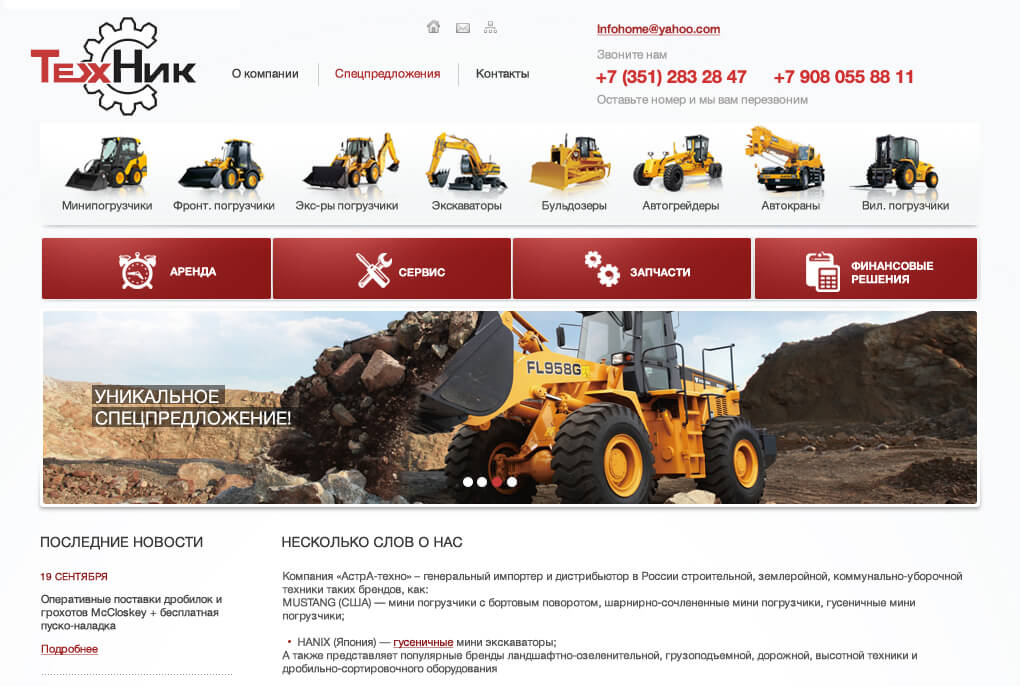 ТехНик
О компании
Спецпредложения
Контакты
Infohome@yahoo.com
Звоните нам
+7 (351) 283 28 47 +7 908 055 88 11
Оставьте номер и мы вам перезвоним
Минипогрузчики Фронт. погрузчики Экс-ры погрузчики Экскаваторы Бульдозеры Автогрейдеры Автокраны Вил. погрузчики
АРЕНДА
СЕРВИС
ЗАПЧАСТИ
ФИНАНСОВЫЕ
РЕШЕНИЯ
FL958G
УНИКАЛЬНОЕ
СПЕЦПРЕДЛОЖЕНИЕ!
ПОСЛЕДНИЕ НОВОСТИ
19 СЕНТЯБРЯ
Оперативные поставки дробилок и
грохотов McCloskey + бесплатная
пуско-наладка
Подробнее
НЕСКОЛЬКО СЛОВ О НАС
Компания «АстрА-техно» – генеральный импортер и дистрибьютор в России строительной, землеройной, коммунально-уборочной
техники таких брендов, как:
MUSTANG (США) — мини погрузчики с бортовым поворотом, шарнирно-сочлененные мини погрузчики, гусеничные мини
погрузчики;
• HANIX (Япония) — гусеничные мини экскаваторы;
А также представляет популярные бренды ландшафтно-озеленительной, грузоподъемной, дорожной, высотной техники и
дробильно-сортировочного оборудования